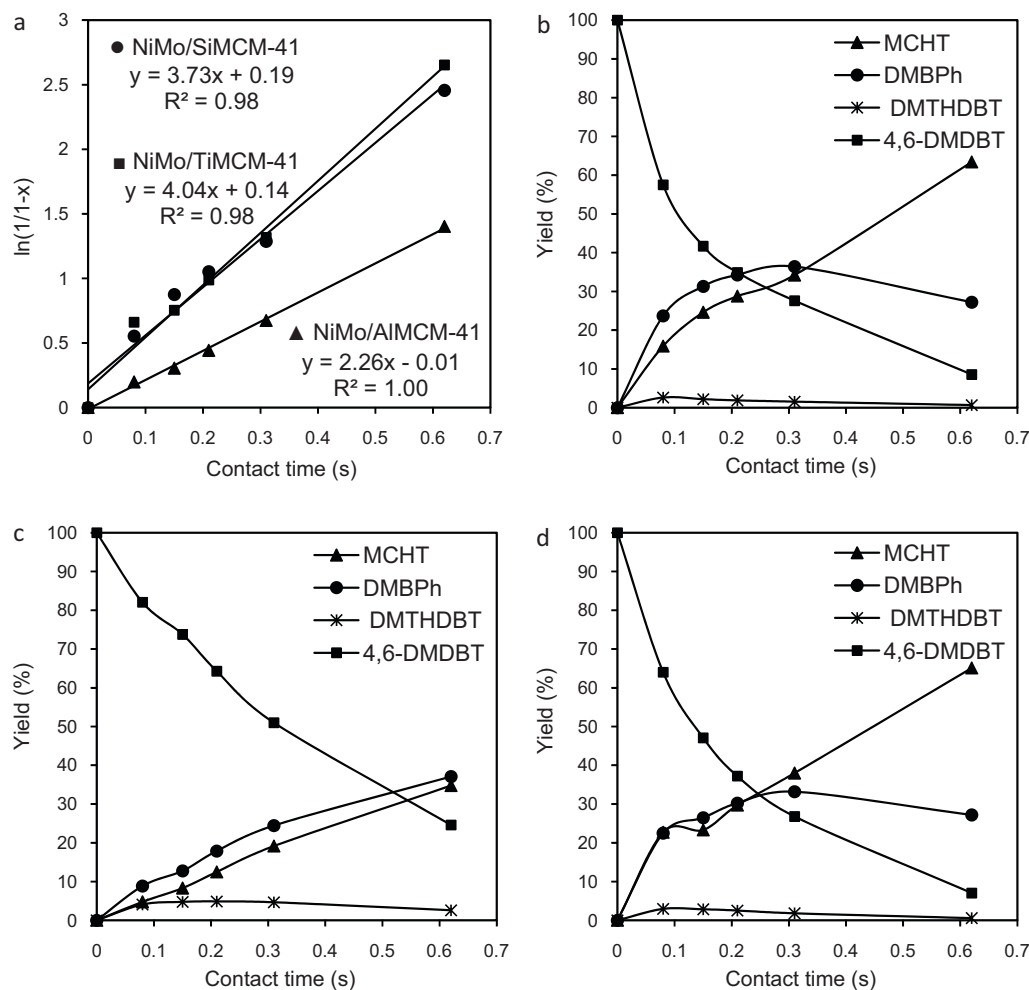 a
3
2.5
2
1.5
1
0.5
0
ln(1/1-x)
NiMo/SiMCM-41
y = 3.73x + 0.19
R² = 0.98
NiMo/TiMCM-41
y = 4.04x + 0.14
R² = 0.98
NiMo/AlMCM-41
y = 2.26x - 0.01
R² = 1.00
0 0.1 0.2 0.3 0.4 0.5 0.6 0.7
Contact time (s)
b
100
90
80
70
60
50
40
30
20
10
0
Yield (%)
MCHT
DMBPh
DMTHDBT
4,6-DMDBT
0 0.1 0.2 0.3 0.4 0.5 0.6 0.7
Contact time (s)
c
100
90
80
70
60
50
40
30
20
10
0
Yield (%)
MCHT
DMBPh
DMTHDBT
4,6-DMDBT
0 0.1 0.2 0.3 0.4 0.5 0.6 0.7
Contact time (s)
d
100
90
80
70
60
50
40
30
20
10
0
Yield (%)
MCHT
DMBPh
DMTHDBT
4,6-DMDBT
0 0.1 0.2 0.3 0.4 0.5 0.6 0.7
Contact time (s)